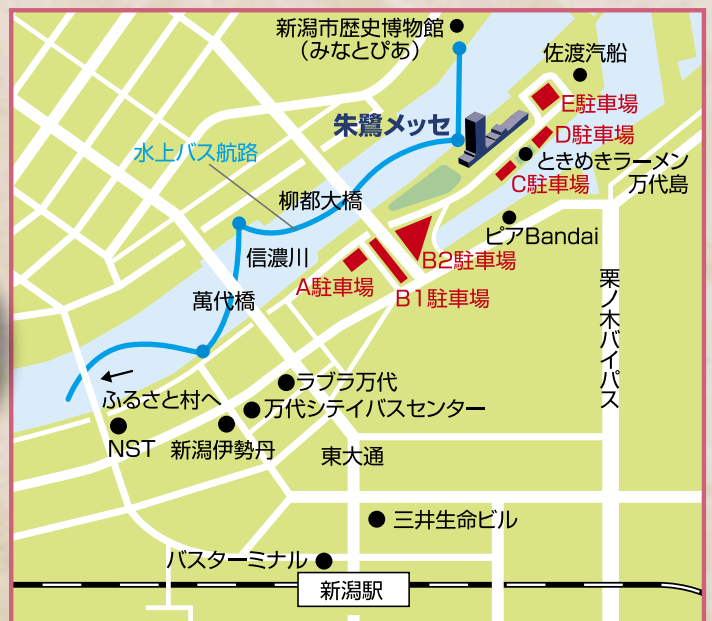 新潟市歴史博物館
（みなとぴあ）
佐渡汽船
E駐車場
朱鷺メッセ
D駐車場
水上バス航路
ときめきラーメン
万代島
C駐車場
柳都大橋
ピアBandai
信濃川
B2駐車場
A駐車場
B1駐車場
萬代橋
栗ノ木バイパス
ラブラ万代
ふるさと村へ
万代シテイバスセンター
NST
新潟伊勢丹
東大通
三井生命ビル
バスターミナル
新潟駅